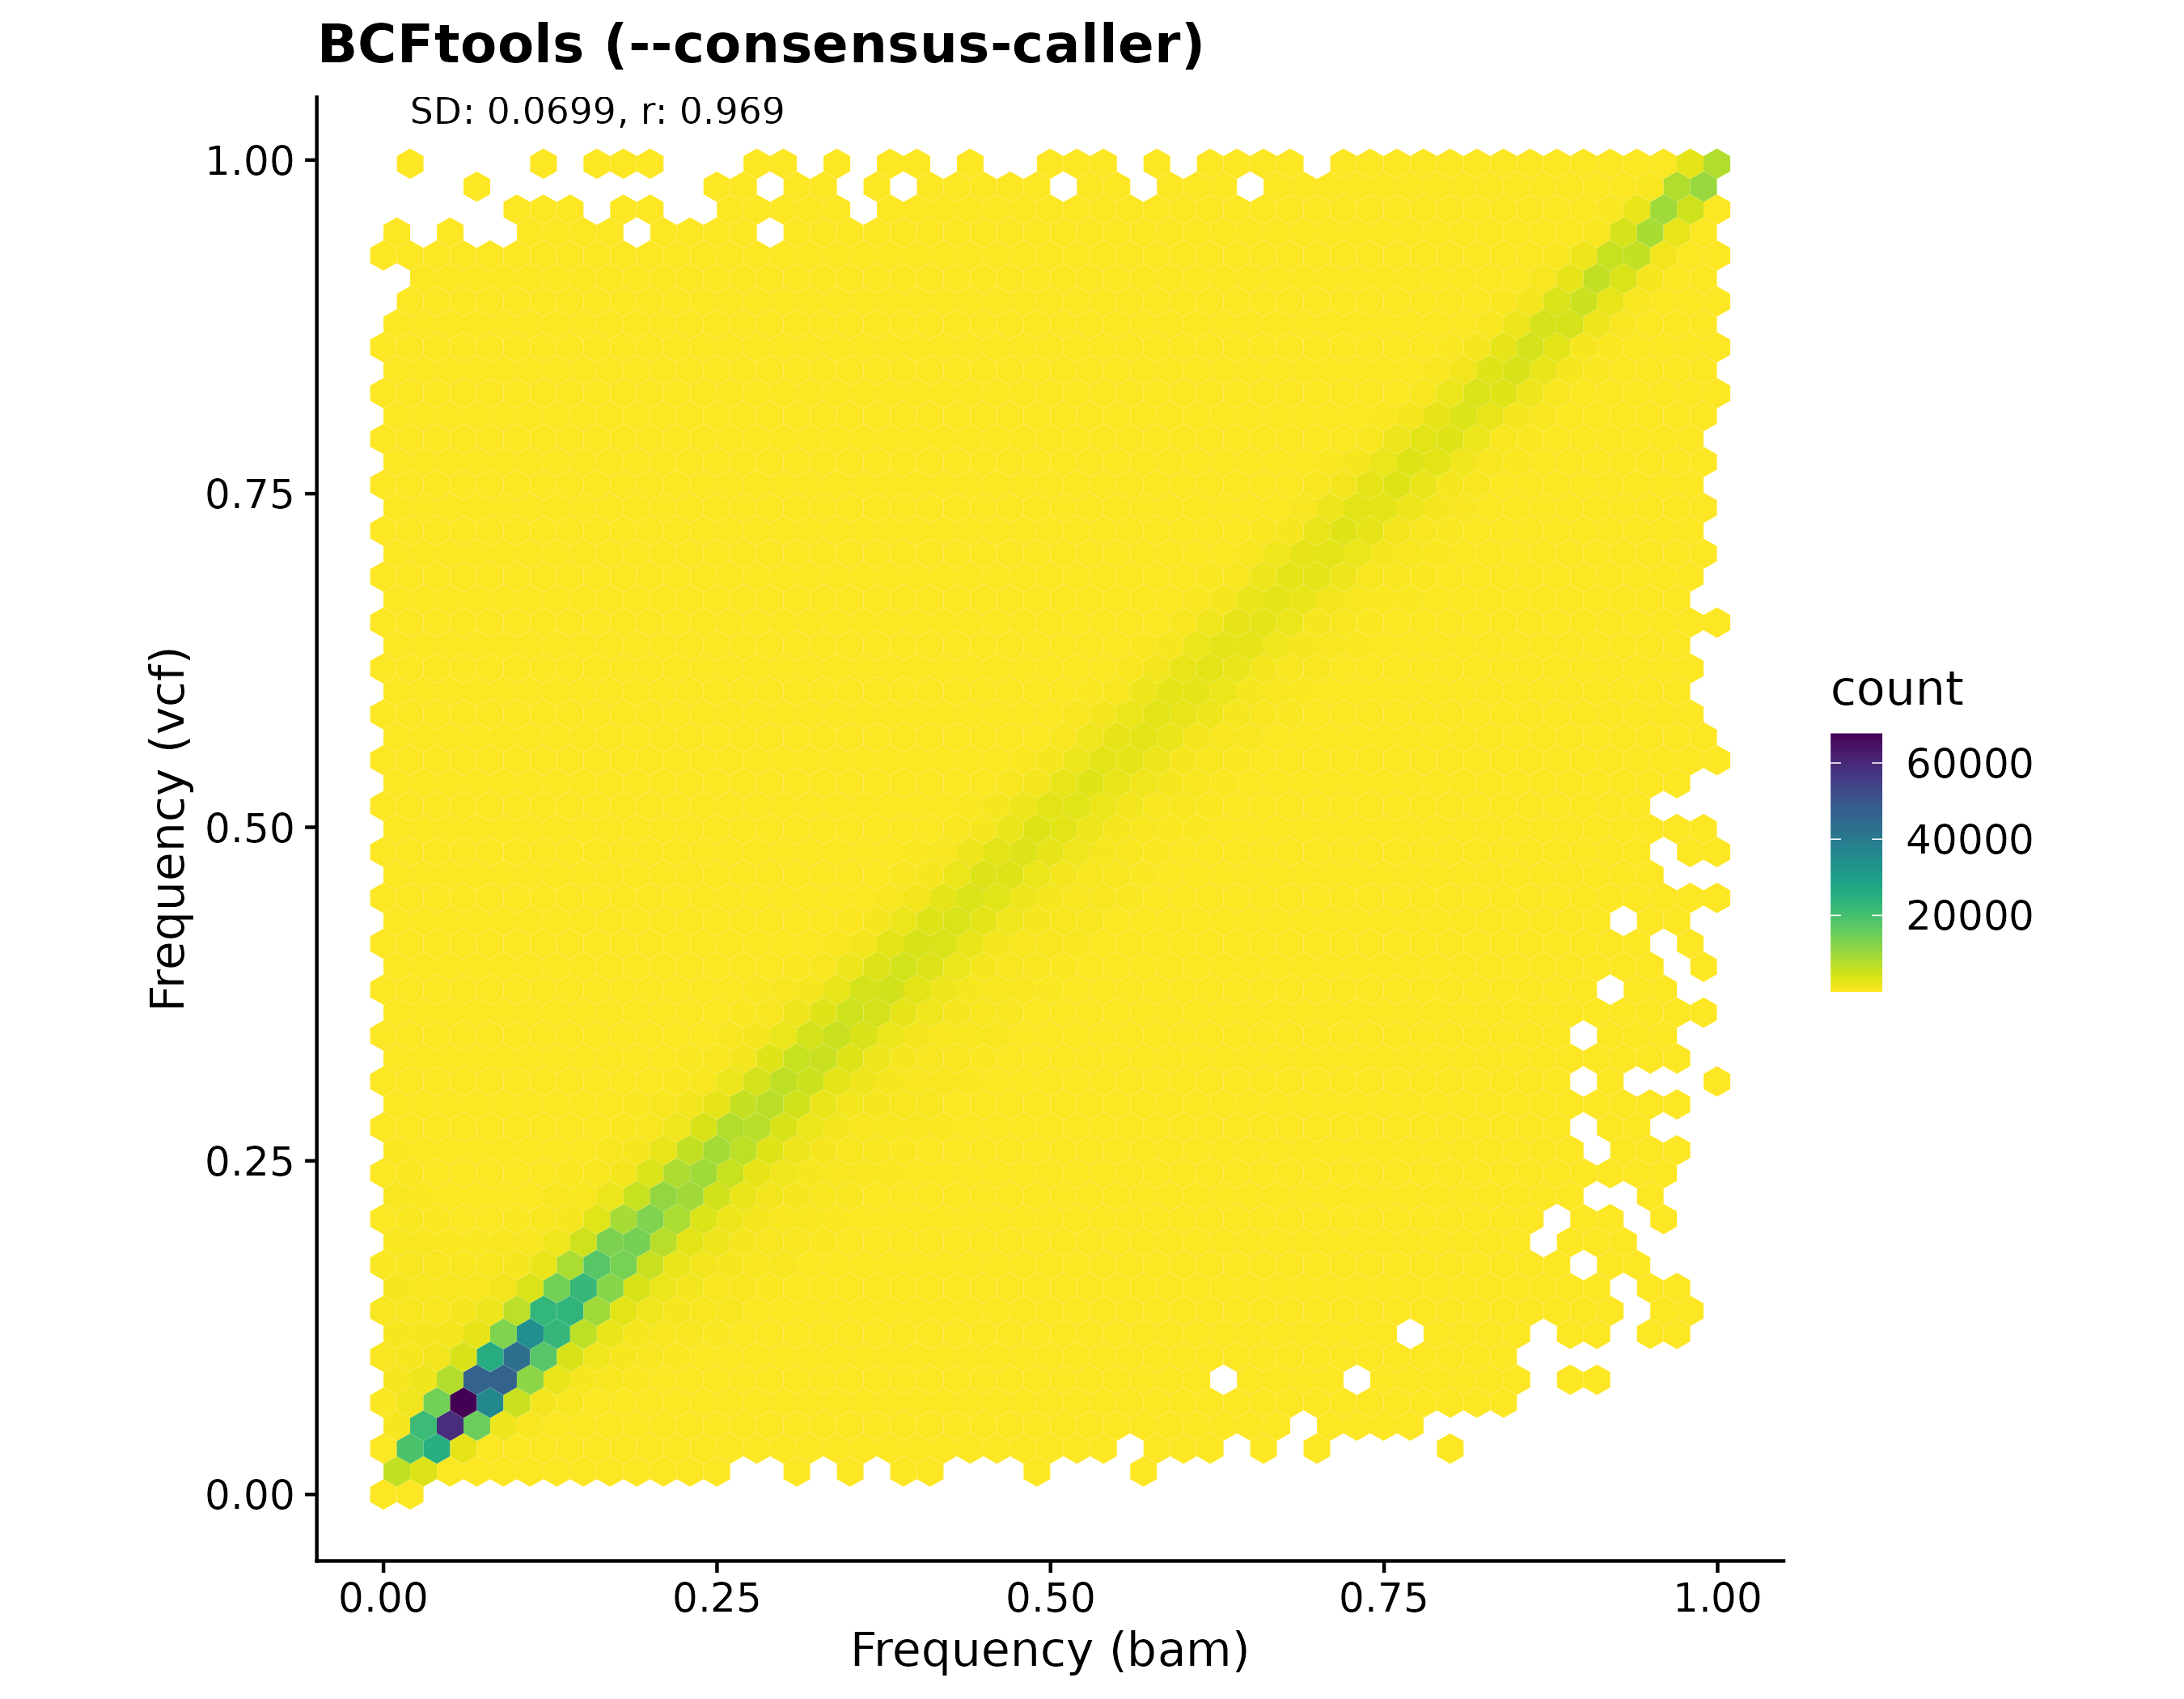 BCFtools (--consensus-caller)
SD: 0.0699, r: 0.969
1.00
0.75
0.50
0.25
0.00
Frequency (vcf)
0.00 0.25 0.50 0.75 1.00
Frequency (bam)
count
60000
40000
20000